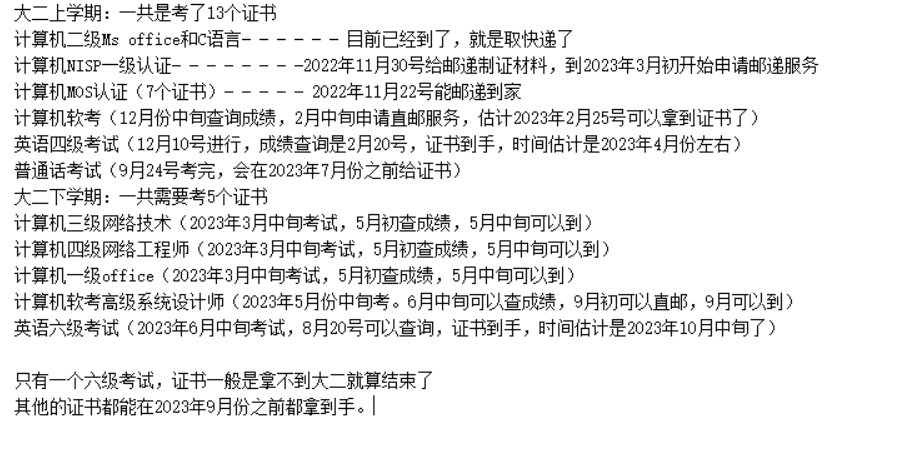 大二上学期：一共是考了13个证书
计算机二级Ms office和C语言- - - - - - 目前已经到了，就是取快递了
计算机NISP一级认证- - - - - - - -2022年11月30号给邮递制证材料，到2023年3月初开始申请邮递服务
计算机MOS认证（7个证书）- - - - - 2022年11月22号能邮递到家
计算机软考（12月份中旬查询成绩，2月中旬申请直邮服务，估计2023年2月25号可以拿到证书了）
英语四级考试（12月10号进行，成绩查询是2月20号，证书到手，时间估计是2023年4月份左右）
普通话考试（9月24号考完，会在2023年7月份之前给证书）
大二下学期：一共需要考5个证书
计算机三级网络技术（2023年3月中旬考试，5月初查成绩，5月中旬可以到）
计算机四级网络工程师（2023年3月中旬考试，5月初查成绩，5月中旬可以到）
计算机一级office（2023年3月中旬考试，5月初查成绩，5月中旬可以到）
计算机软考高级系统设计师（2023年5月份中旬考。6月中旬可以查成绩，9月初可以直邮，9月可以到）
英语六级考试（2023年6月中旬考试，8月20号可以查询，证书到手，时间估计是2023年10月中旬了）
只有一个六级考试，证书一般是拿不到大二就算结束了
其他的证书都能在2023年9月份之前都拿到手。